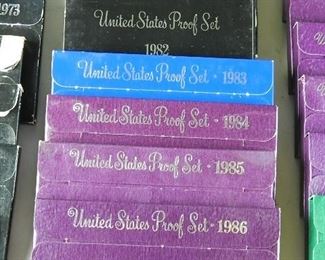 1973
United States Proof Set
1982
United States Proof Set - 1983
United States Proof Set - 1984
United States Proof Set - 1985
United States Proof Set - 1986